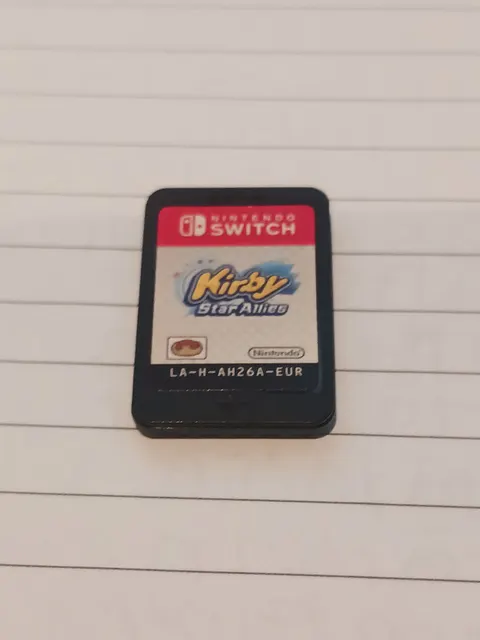 NINTENDO
SWITCH
Kirby
Star Allies
Nintendo
LA-H-AH26A-EUR